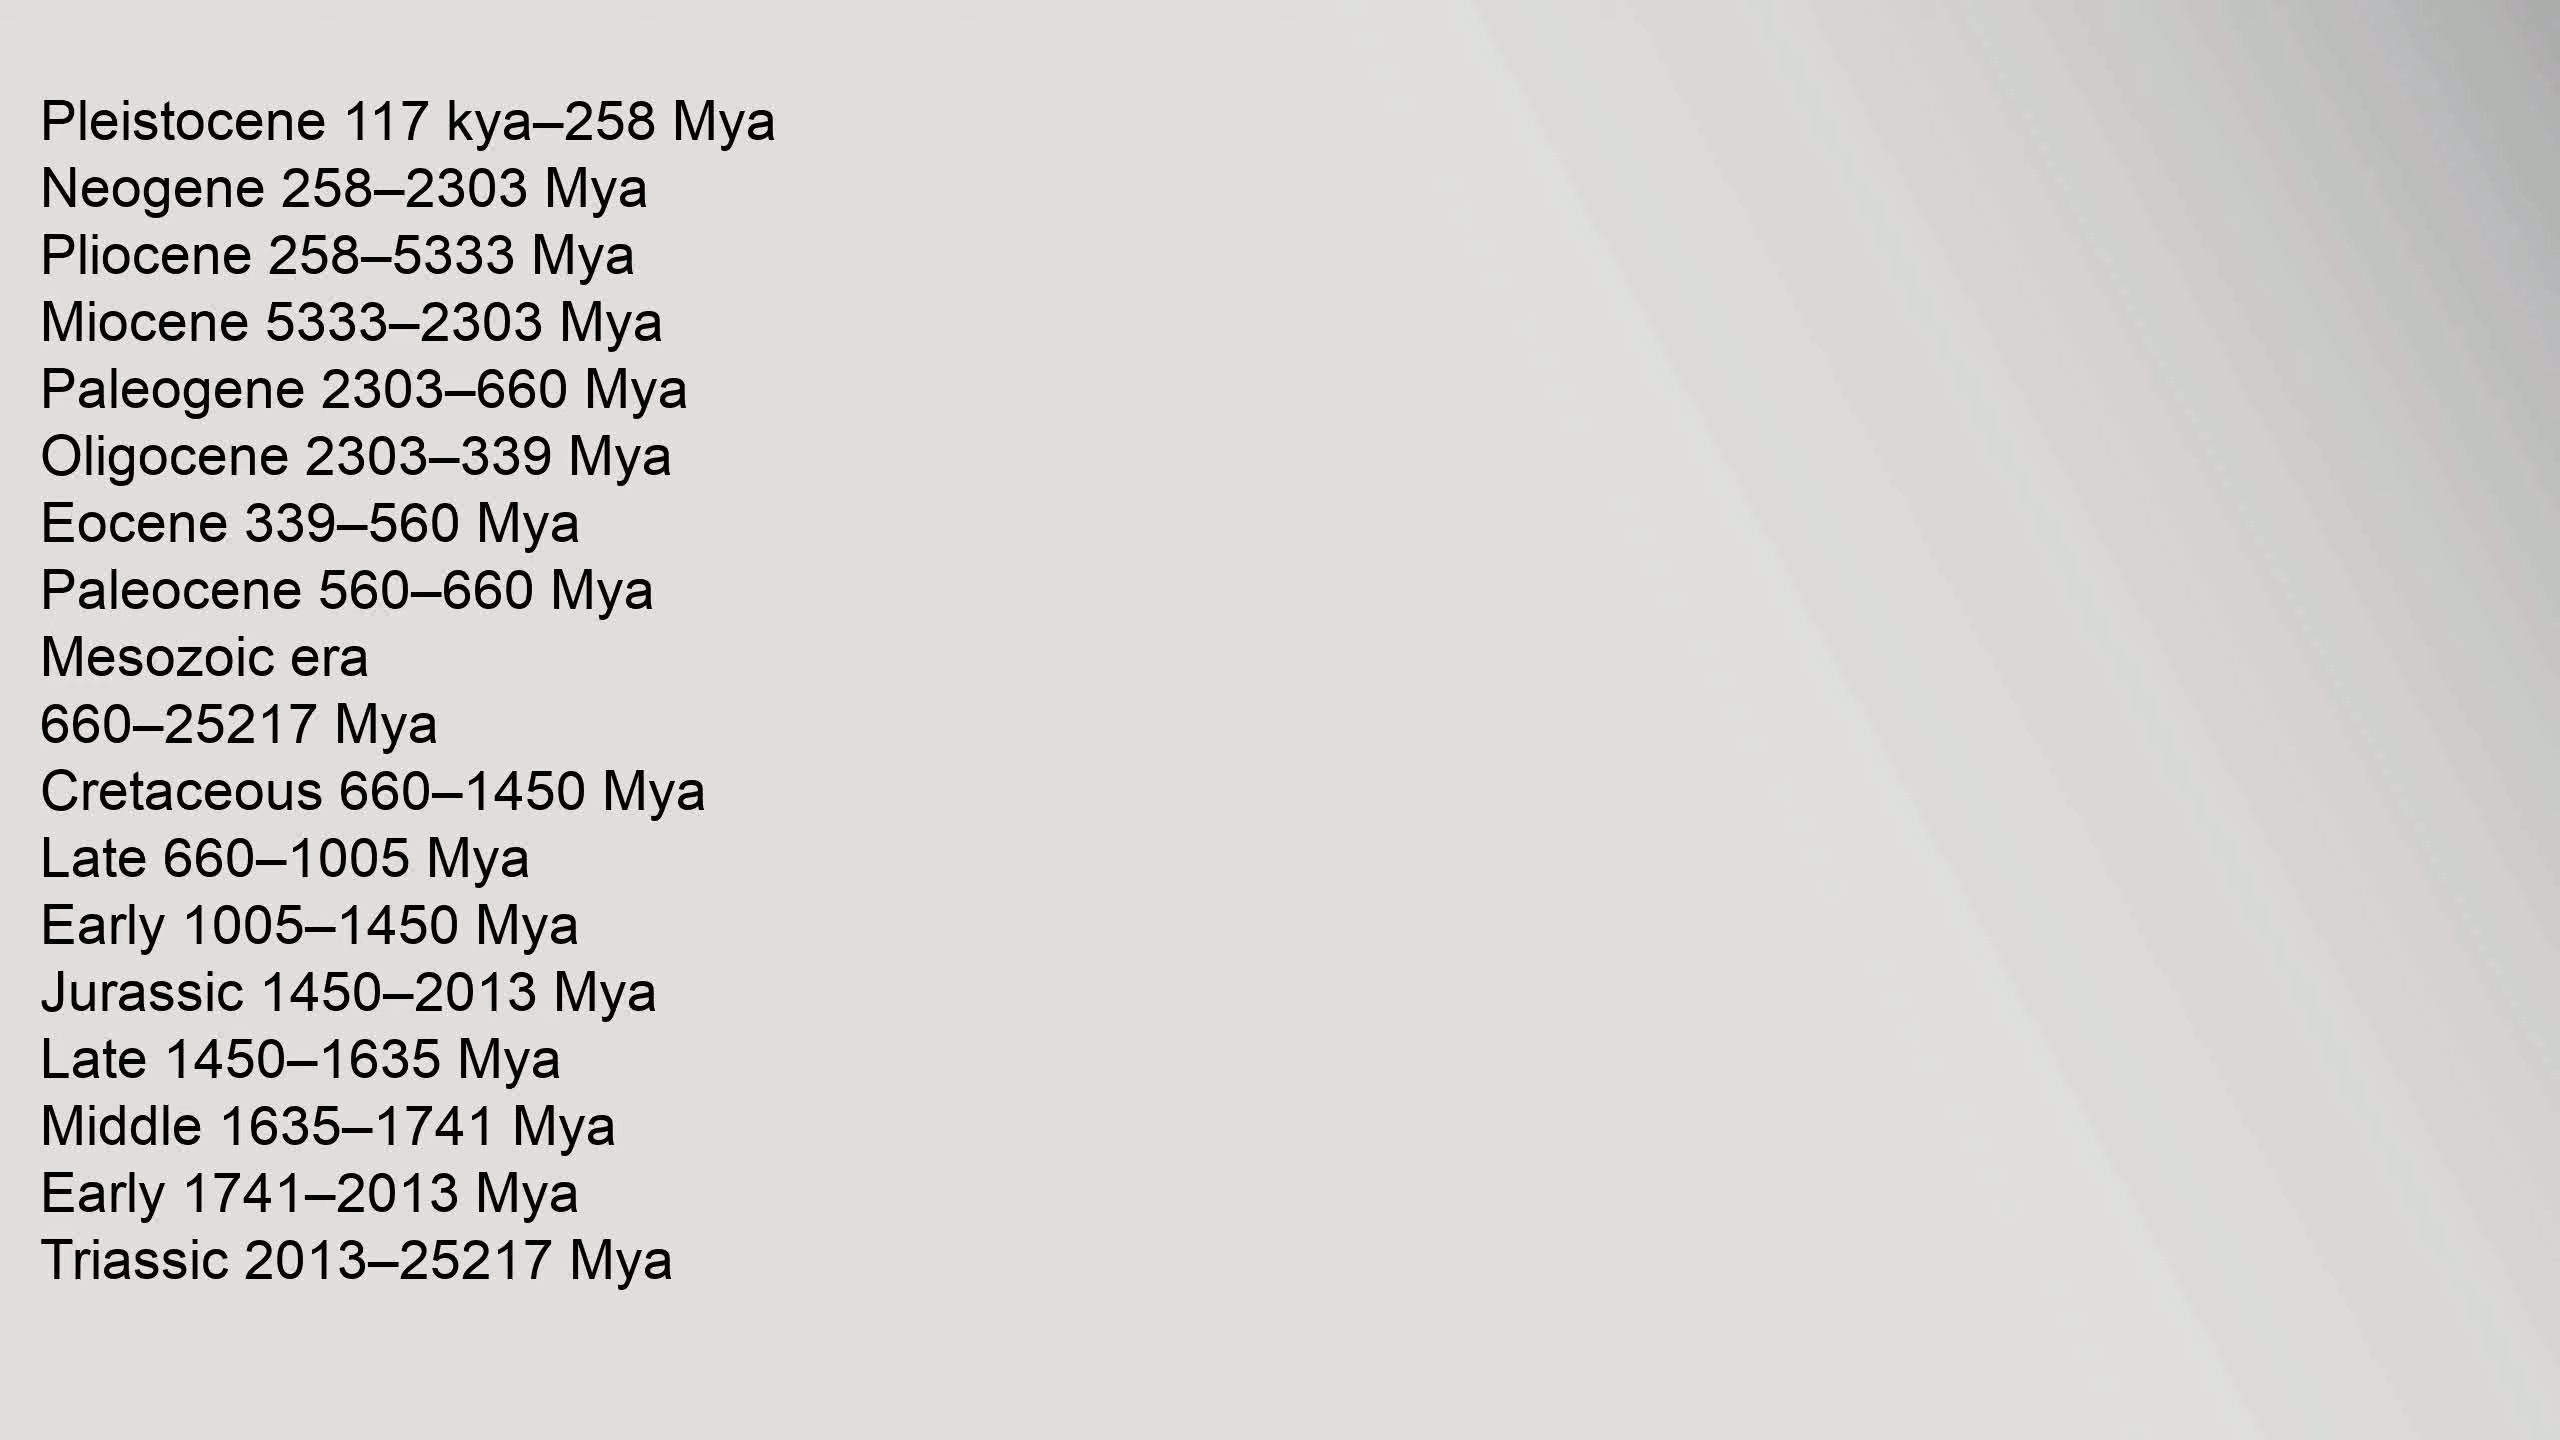 Pleistocene 117 kya–258 Mya
Neogene 258–2303 Mya
Pliocene 258–5333 Mya
Miocene 5333–2303 Mya
Paleogene 2303–660 Mya
Oligocene 2303–339 Mya
Eocene 339–560 Mya
Paleocene 560–660 Mya
Mesozoic era
660–25217 Mya
Cretaceous 660–1450 Mya
Late 660–1005 Mya
Early 1005–1450 Mya
Jurassic 1450–2013 Mya
Late 1450–1635 Mya
Middle 1635–1741 Mya
Early 1741–2013 Mya
Triassic 2013–25217 Mya